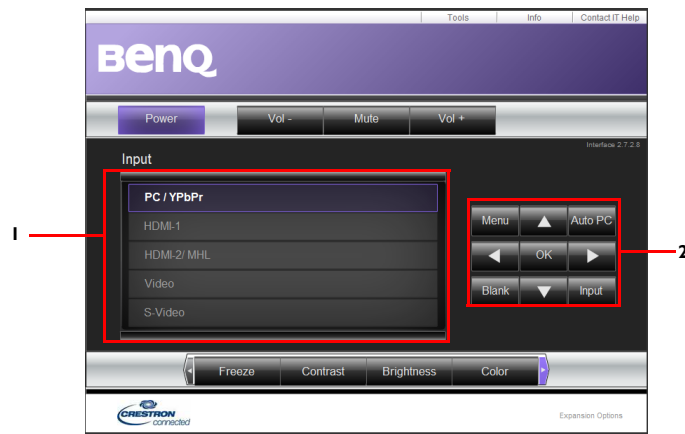 Tools Info Contact IT Help
BenQ
Power Vol - Mute Vol +
Interface 2.7.2.8
Input
PC / YPbPr
HDMI-1
HDMI-2/ MHL
Video
S-Video
Menu Auto PC
OK
Blank Input
1
2
Freeze Contrast Brightness Color
CRESTRON
connected
Expansion Options